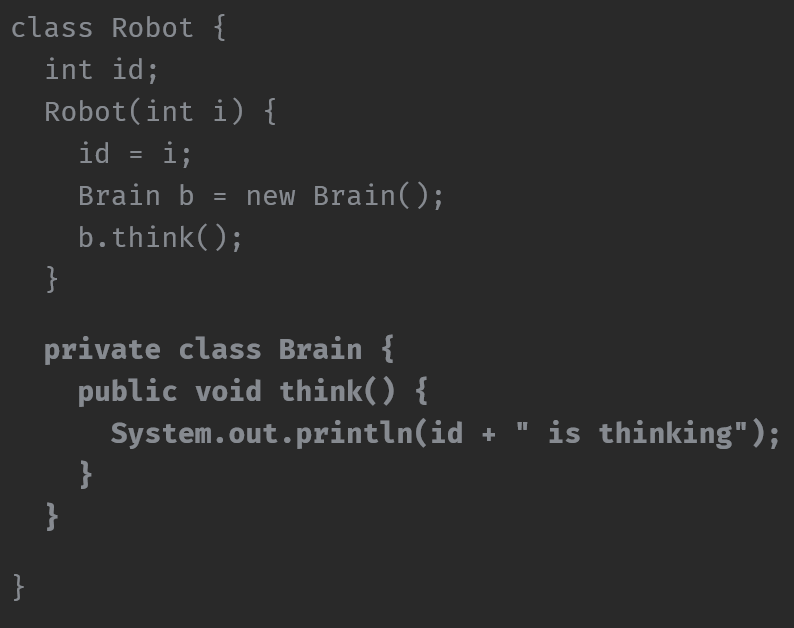 class Robot {
  int id;
  Robot(int i) {
    id = i;
    Brain b = new Brain();
    b.think();
  }
  private class Brain {
    public void think() {
      System.out.println(id + " is thinking");
    }
  }
}